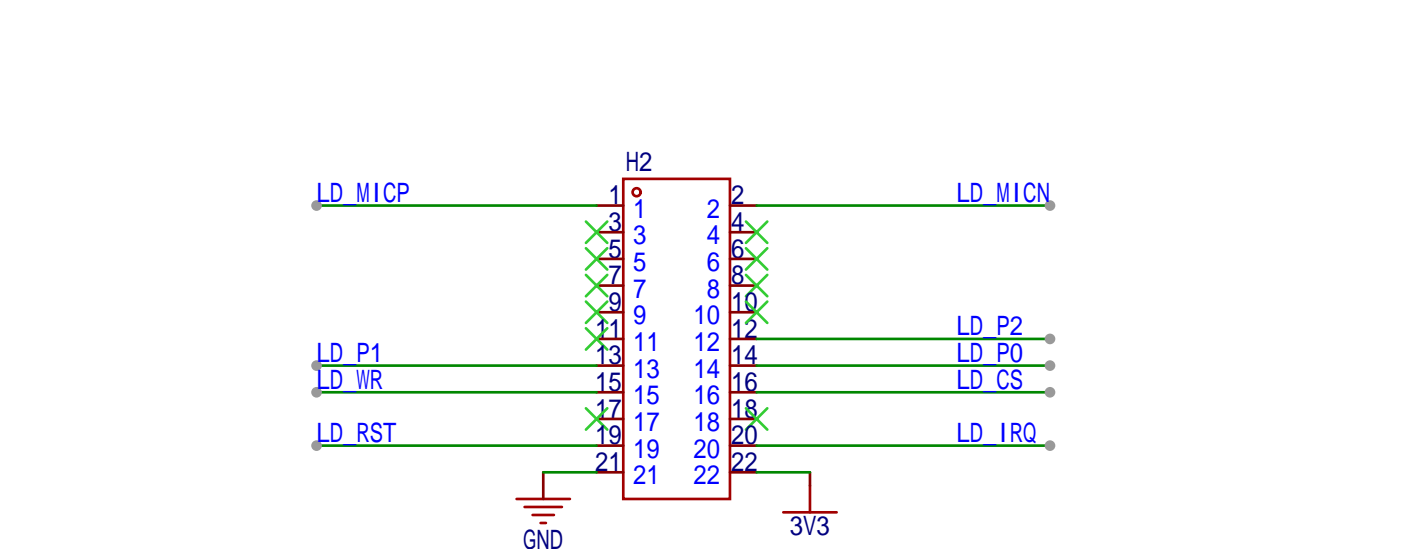 H2
LD_MICP 1 1 2 2 LD_MICN
3 3 4 4
5 5 6 6
7 7 8 8
9 9 10 10
11 11 12 12 LD_P2
LD_P1 13 13 14 14 LD_P0
LD_WR 15 15 16 16 LD_CS
17 17 18 18
LD_RST 19 19 20 20 LD_IRQ
21 21 22 22
GND 3V3